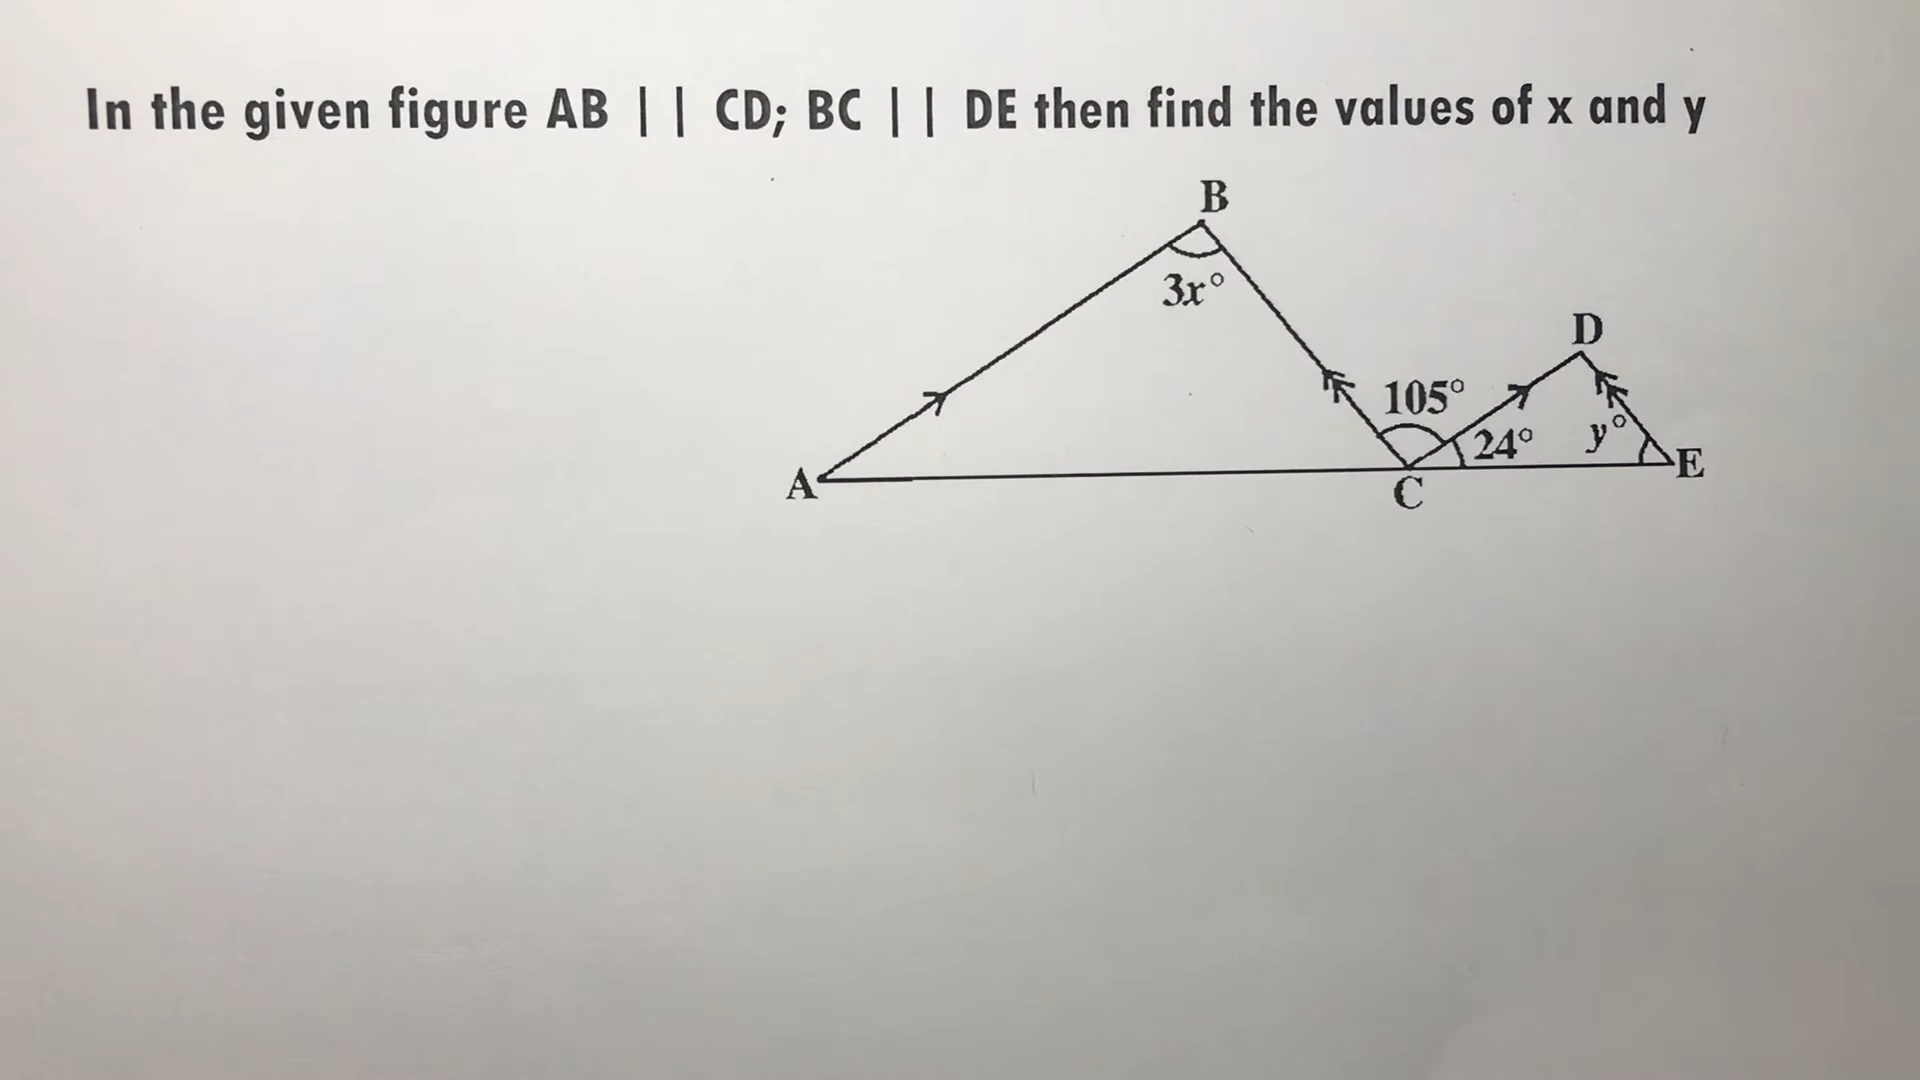 In the given figure AB || CD; BC || DE then find the values of x and y
B
3x°
D
105°
24°
y°
A
C
E